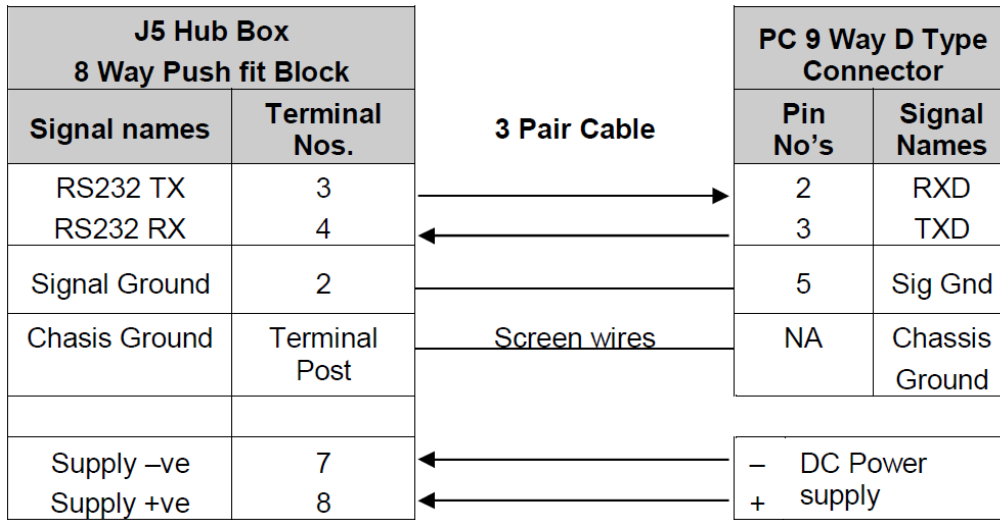 J5 Hub Box
8 Way Push fit Block
PC 9 Way D Type
Connector
Signal names
Terminal
Nos.
3 Pair Cable
Pin
No’s
Signal
Names
RS232 TX 3 2 RXD
RS232 RX 4 3 TXD
Signal Ground 2 5 Sig Gnd
Chasis Ground Terminal
Post
Screen wires
NA Chassis
Ground
Supply –ve 7 – DC Power
Supply +ve 8 + supply